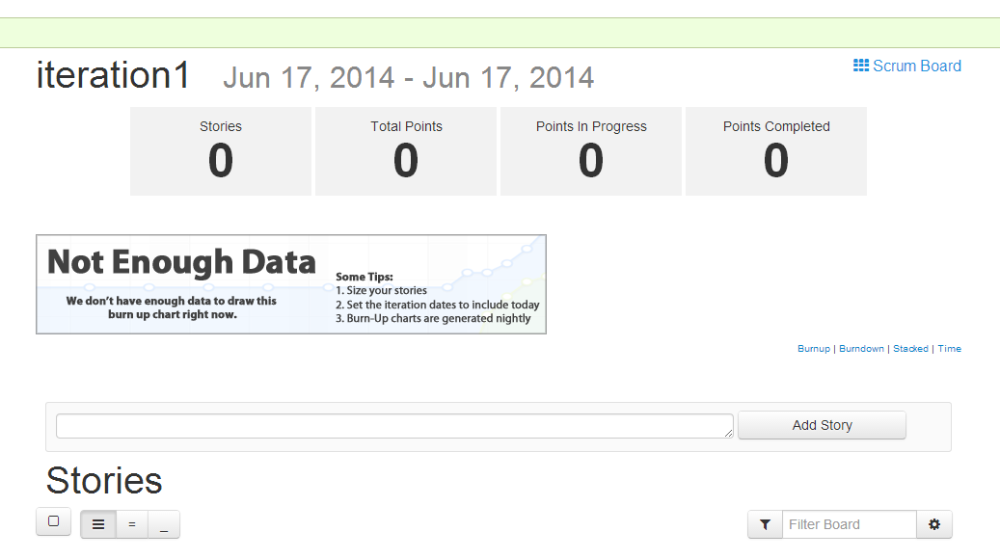 iteration1 Jun 17, 2014 - Jun 17, 2014
Scrum Board
Stories Total Points Points In Progress Points Completed
0 0 0 0
Not Enough Data
We don't have enough data to draw this
burn up chart right now.
Some Tips:
1. Size your stories
2. Set the iteration dates to include today
3. Burn-Up charts are generated nightly
Burnup | Burndown | Stacked | Time
Add Story
Stories
= _
Filter Board